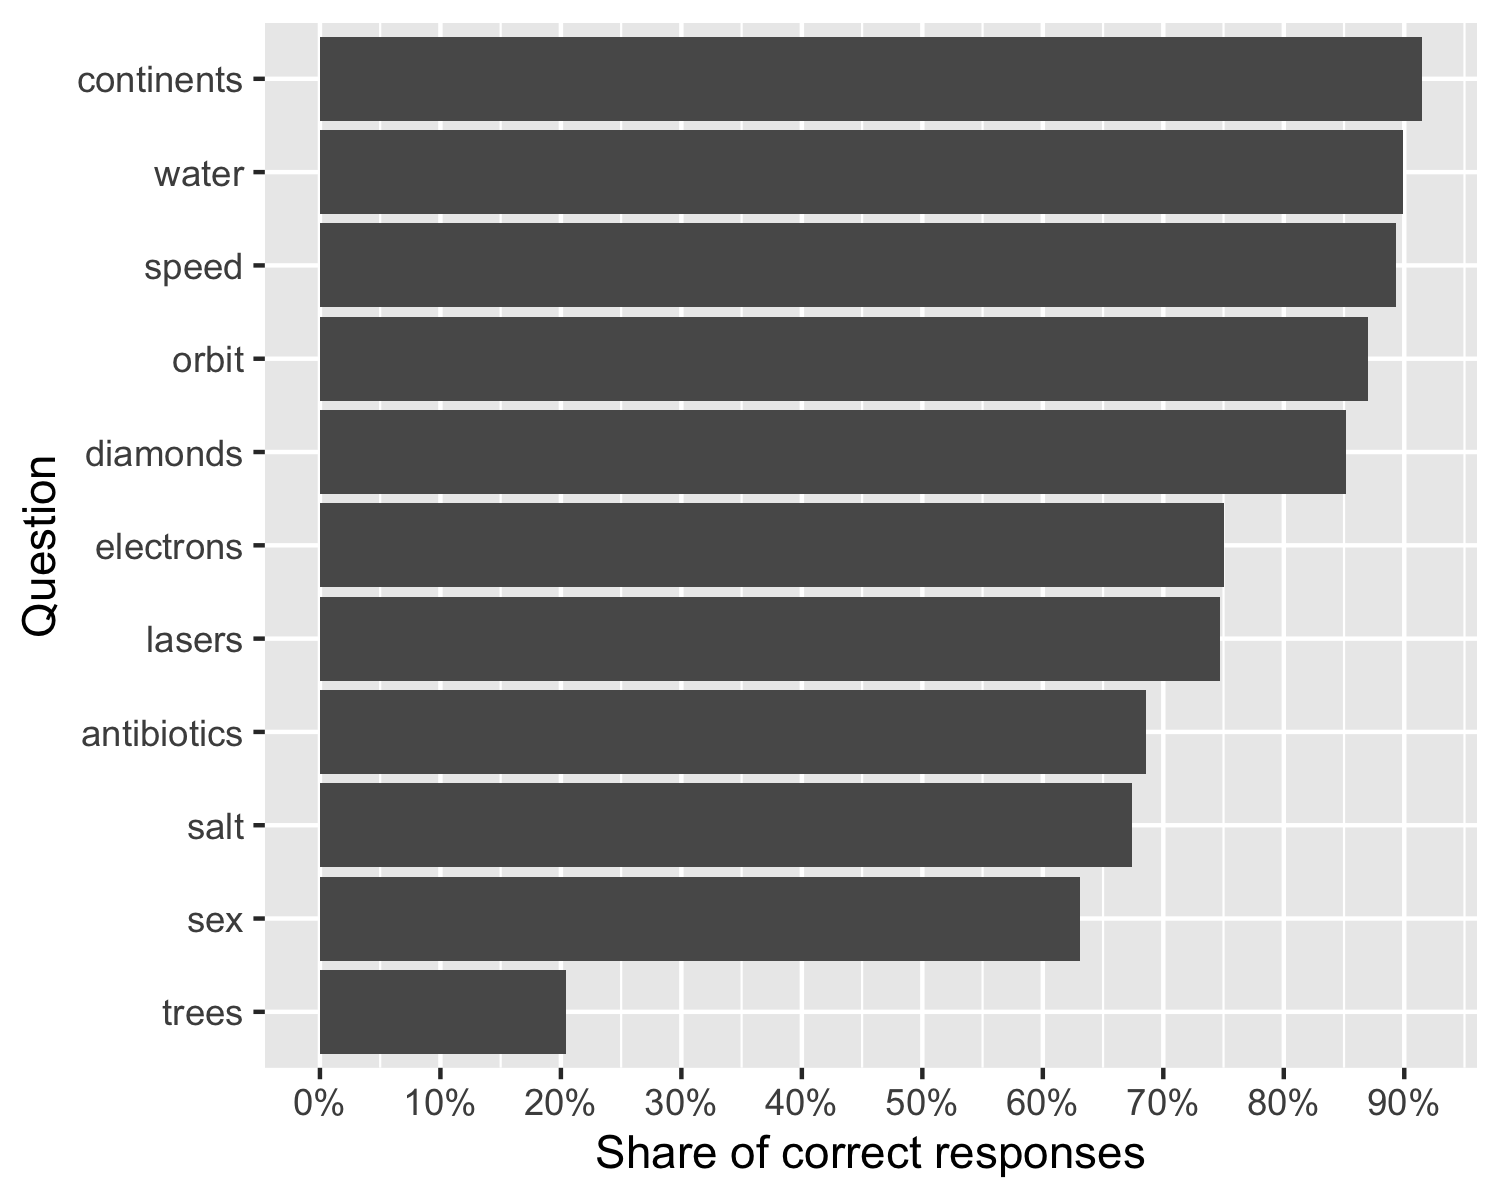 continents
water
speed
orbit
diamonds
electrons
lasers
antibiotics
salt
sex
trees
Question
0% 10% 20% 30% 40% 50% 60% 70% 80% 90%
Share of correct responses